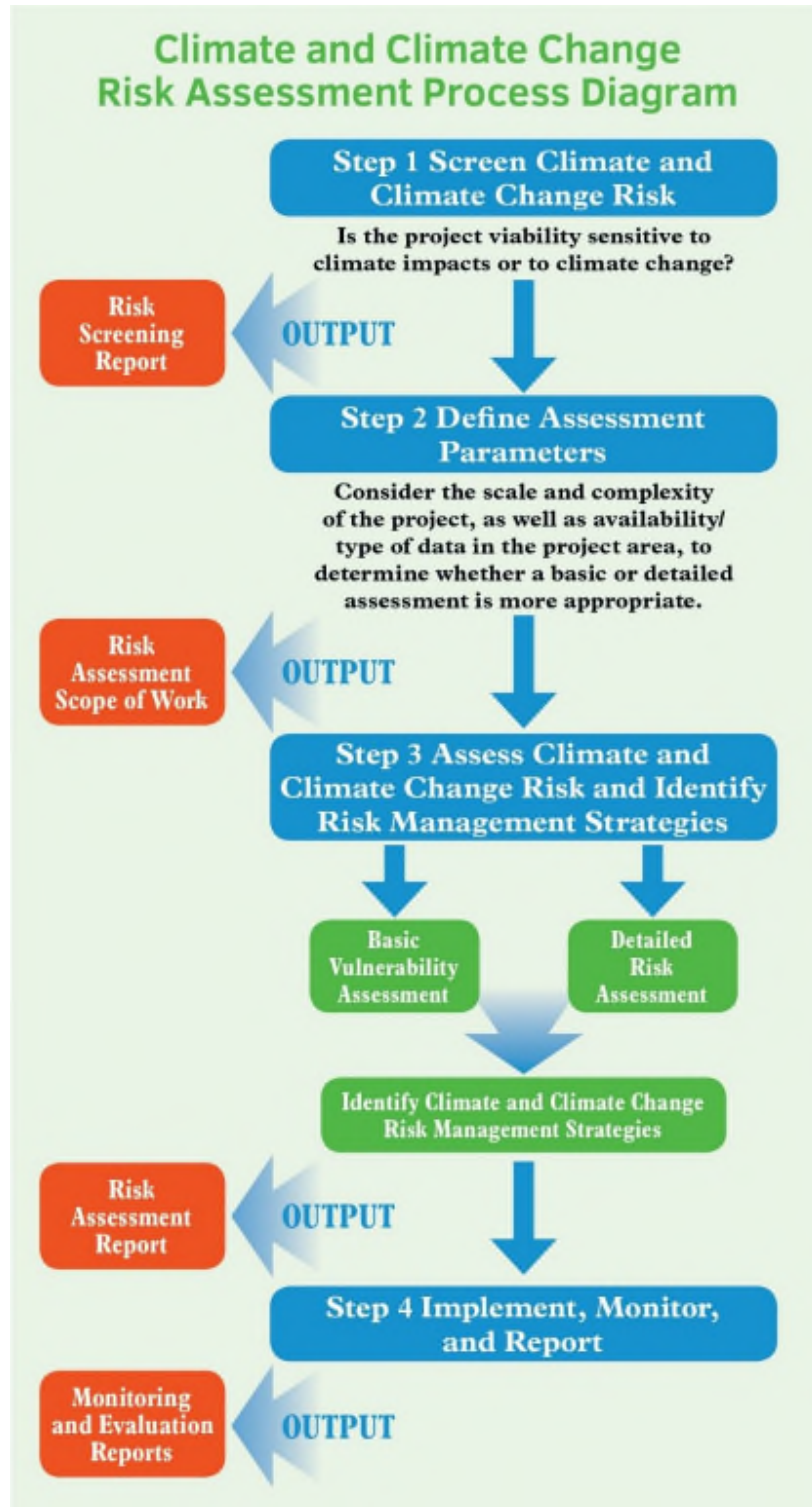 Climate and Climate Change
Risk Assessment Process Diagram
Step 1 Screen Climate and
Climate Change Risk
Is the project viability sensitive to
climate impacts or to climate change?
Risk
Screening
Report
OUTPUT
Step 2 Define Assessment
Parameters
Consider the scale and complexity
of the project, as well as availability/
type of data in the project area, to
determine whether a basic or detailed
assessment is more appropriate.
Risk
Assessment
Scope of Work
OUTPUT
Step 3 Assess Climate and
Climate Change Risk and Identify
Risk Management Strategies
Basic
Vulnerability
Assessment
Detailed
Risk
Assessment
Identify Climate and Climate Change
Risk Management Strategies
Risk
Assessment
Report
OUTPUT
Step 4 Implement, Monitor,
and Report
Monitoring
and Evaluation
Reports
OUTPUT